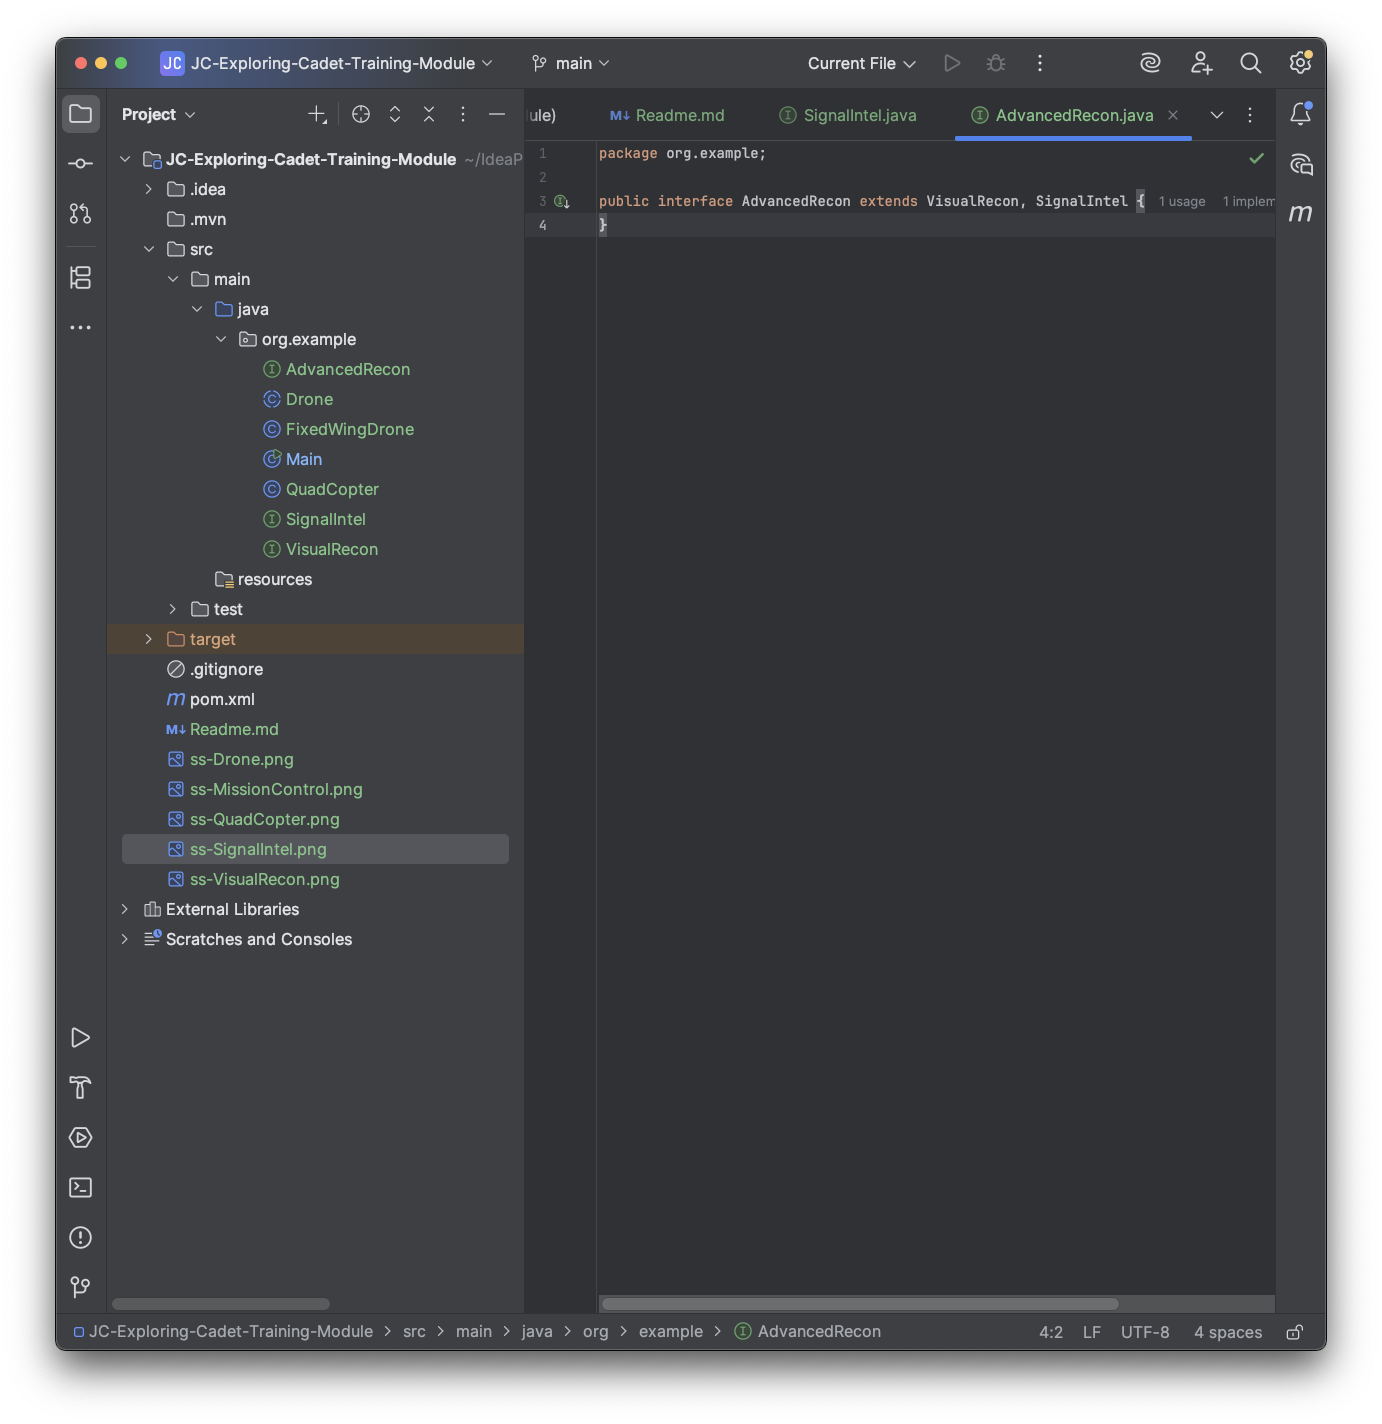 JC JC-Exploring-Cadet-Training-Module
main
Current File
Project
JC-Exploring-Cadet-Training-Module ~/IdeaP
.idea
.mvn
src
main
java
org.example
AdvancedRecon
Drone
FixedWingDrone
Main
QuadCopter
SignalIntel
VisualRecon
resources
test
target
.gitignore
m pom.xml
M↓ Readme.md
ss-Drone.png
ss-MissionControl.png
ss-QuadCopter.png
ss-SignalIntel.png
ss-VisualRecon.png
External Libraries
Scratches and Consoles
lule) M↓ Readme.md SignalIntel.java AdvancedRecon.java
1 package org.example;
2
3 public interface AdvancedRecon extends VisualRecon, SignalIntel { 1 usage 1 implem
4 }
m
JC-Exploring-Cadet-Training-Module > src > main > java > org > example > AdvancedRecon
4:2 LF UTF-8 4 spaces